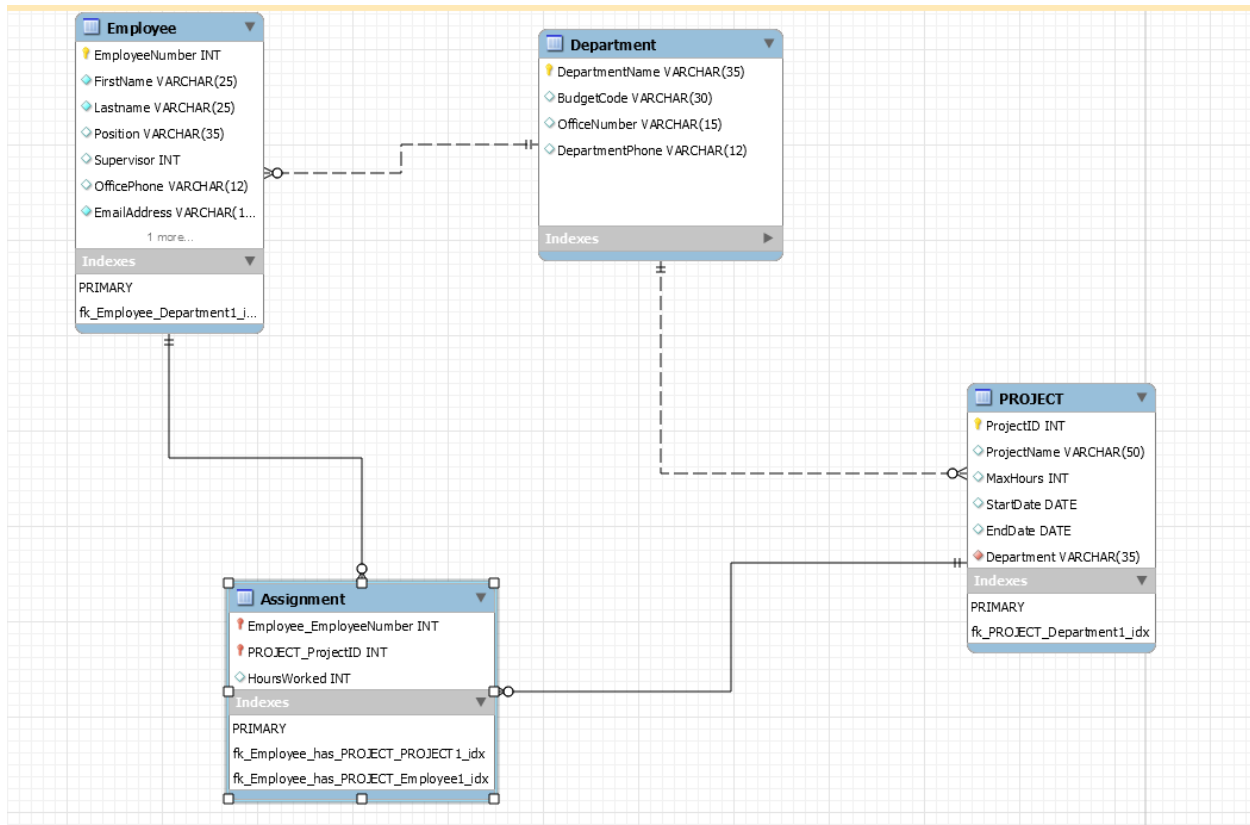 Employee
EmployeeNumber INT
FirstName VARCHAR(25)
Lastname VARCHAR(25)
Position VARCHAR(35)
Supervisor INT
OfficePhone VARCHAR(12)
EmailAddress VARCHAR(1...
1 more...
Indexes
PRIMARY
fk_Employee_Department1_i...
Department
DepartmentName VARCHAR(35)
BudgetCode VARCHAR(30)
OfficeNumber VARCHAR(15)
DepartmentPhone VARCHAR(12)
Indexes
PROJECT
ProjectID INT
ProjectName VARCHAR(50)
MaxHours INT
StartDate DATE
EndDate DATE
Department VARCHAR(35)
Indexes
PRIMARY
fk_PROJECT_Department1_idx
Assignment
Employee_EmployeeNumber INT
PROJECT_ProjectID INT
HoursWorked INT
Indexes
PRIMARY
fk_Employee_has_PROJECT_PROJECT1_idx
fk_Employee_has_PROJECT_Employee1_idx